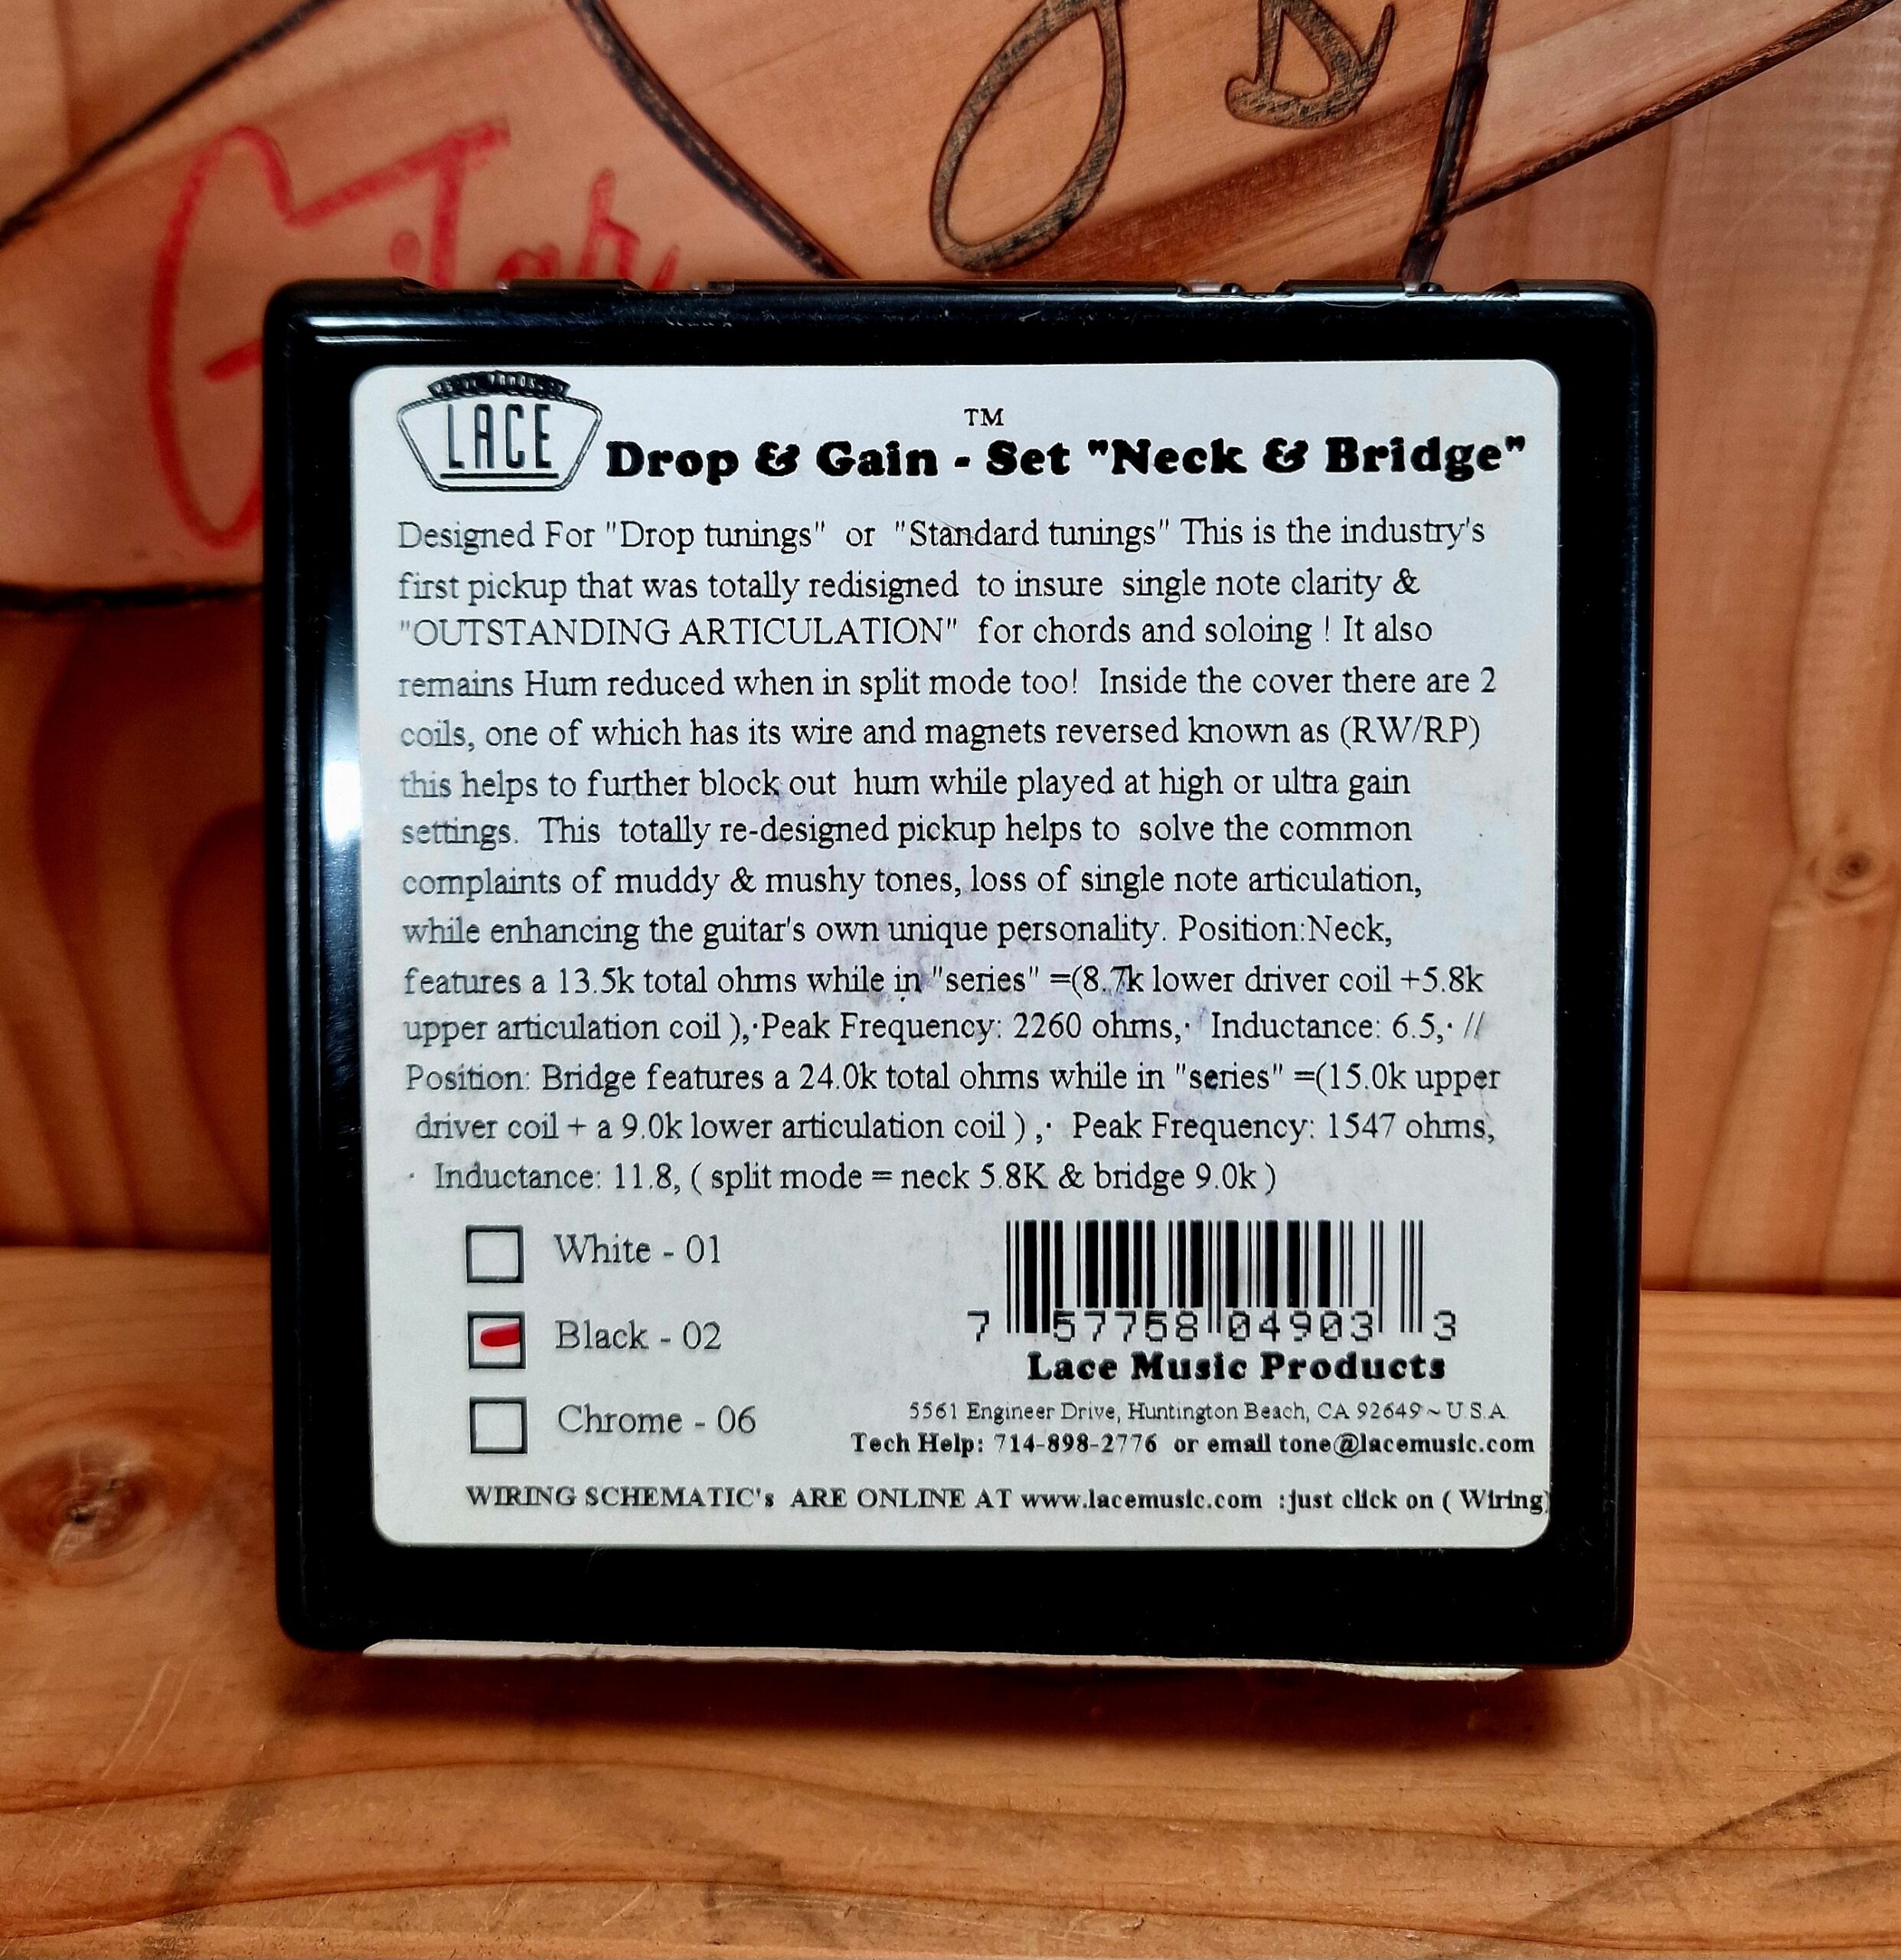 Gitar
LACE
TM
Drop & Gain - Set "Neck & Bridge"
Designed For "Drop tunings" or "Standard tunings" This is the industry's
first pickup that was totally redisigned to insure single note clarity &
"OUTSTANDING ARTICULATION" for chords and soloing ! It also
remains Hum reduced when in split mode too! Inside the cover there are 2
coils, one of which has its wire and magnets reversed known as (RW/RP)
this helps to further block out hum while played at high or ultra gain
settings. This totally re-designed pickup helps to solve the common
complaints of muddy & mushy tones, loss of single note articulation,
while enhancing the guitar's own unique personality. Position:Neck,
features a 13.5k total ohms while in "series" =(8.7k lower driver coil +5.8k
upper articulation coil ),· Peak Frequency: 2260 ohms,· Inductance: 6.5,· //
Position: Bridge features a 24.0k total ohms while in "series" =(15.0k upper
driver coil + a 9.0k lower articulation coil ) ,· Peak Frequency: 1547 ohms,
· Inductance: 11.8, ( split mode = neck 5.8K & bridge 9.0k )
White - 01
Black - 02
Chrome - 06
7 57758 04903 3
Lace Music Products
5561 Engineer Drive, Huntington Beach, CA 92649 ~ U.S.A.
Tech Help: 714-898-2776 or email tone@lacemusic.com
WIRING SCHEMATIC's ARE ONLINE AT www.lacemusic.com :just click on ( Wiring)